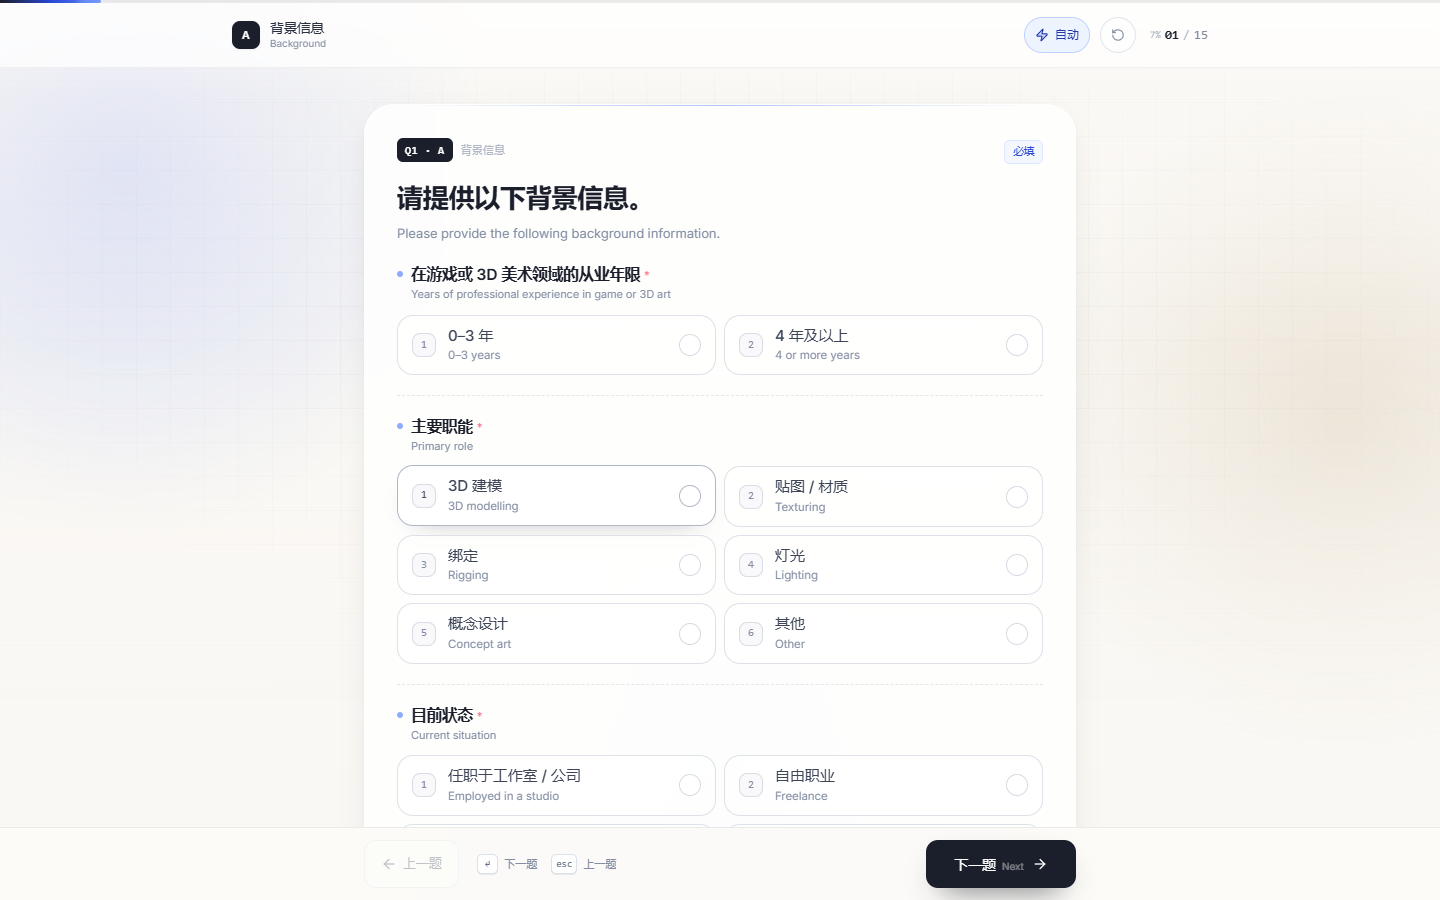 A
背景信息
Background
自动
7% 01 / 15
Q1 · A 背景信息
必填
请提供以下背景信息。
Please provide the following background information.
在游戏或 3D 美术领域的从业年限 *
Years of professional experience in game or 3D art
1
0–3 年
0–3 years
2
4 年及以上
4 or more years
主要职能 *
Primary role
1
3D 建模
3D modelling
2
贴图 / 材质
Texturing
3
绑定
Rigging
4
灯光
Lighting
5
概念设计
Concept art
6
其他
Other
目前状态 *
Current situation
1
任职于工作室 / 公司
Employed in a studio
2
自由职业
Freelance
← 上一题
↲ 下一题 esc 上一题
下一题 Next →